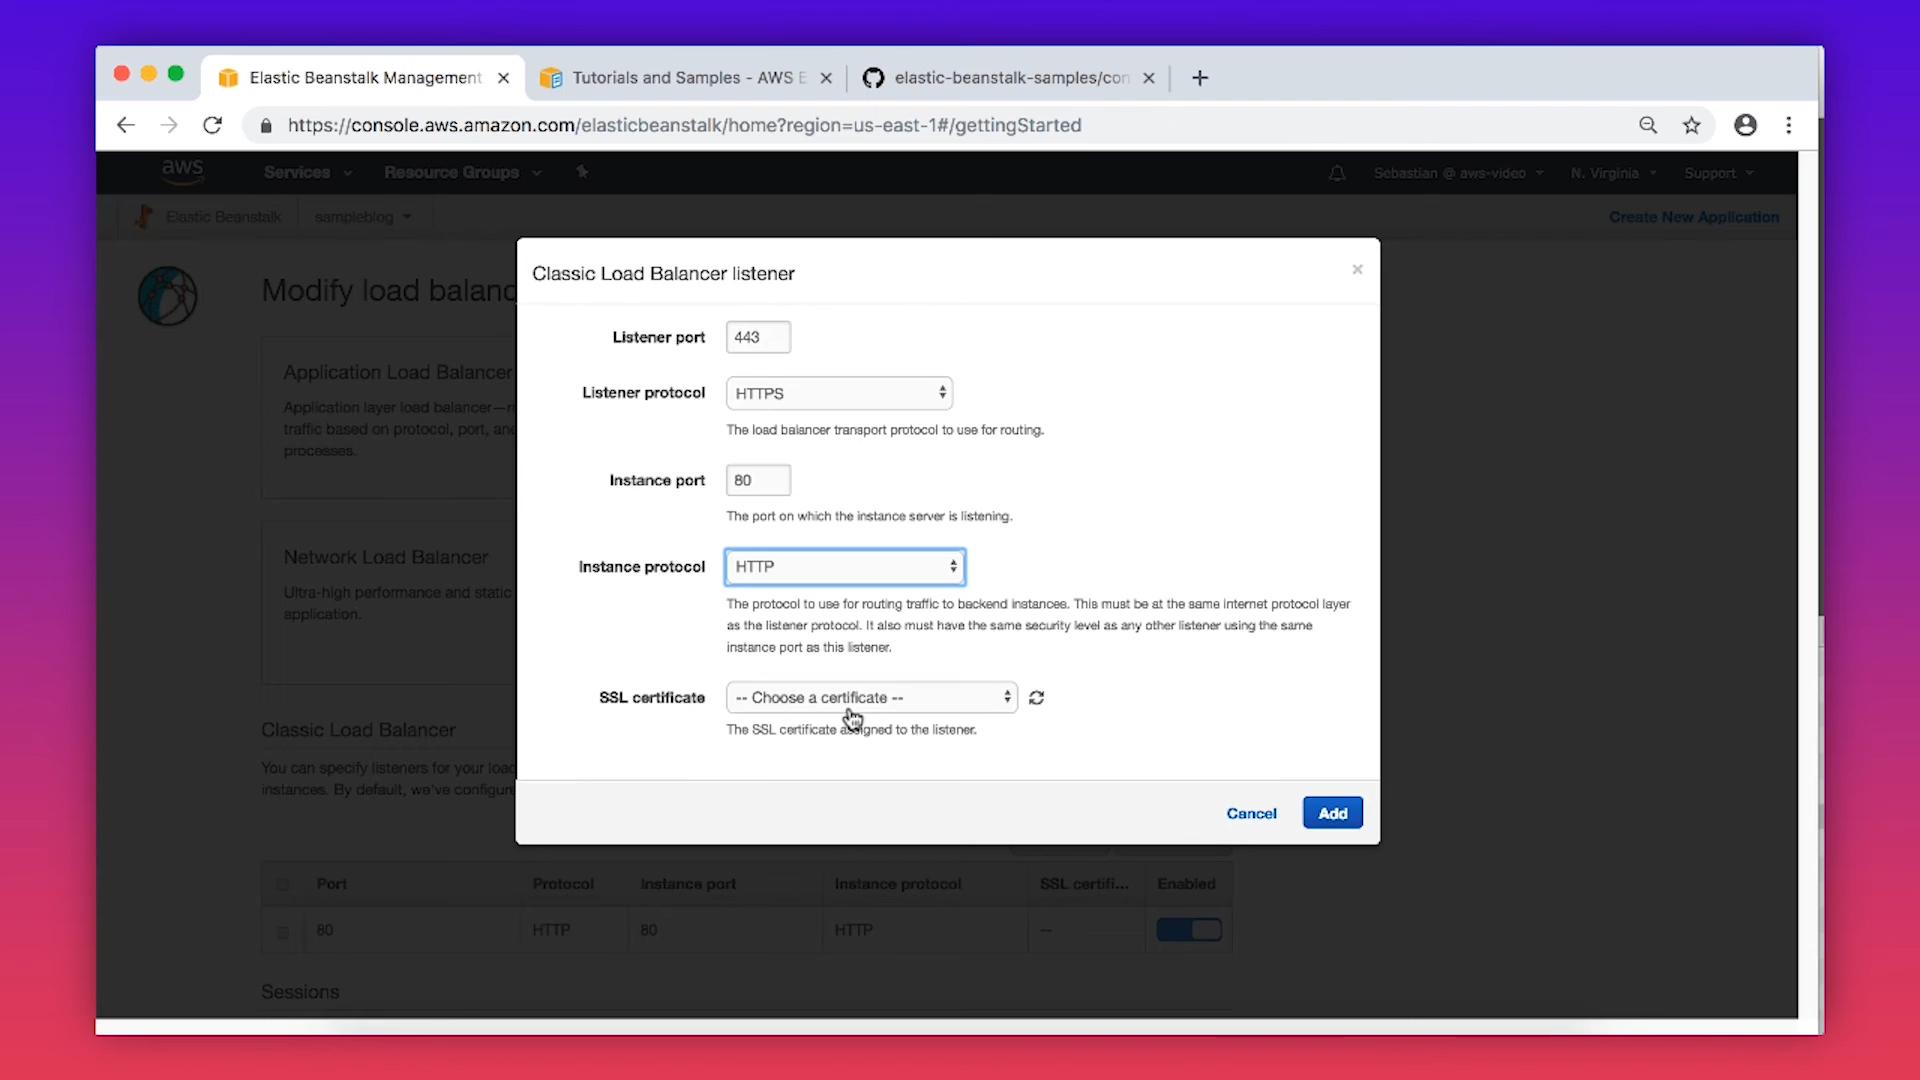 Elastic Beanstalk Management
Tutorials and Samples - AWS E
elastic-beanstalk-samples/con
https://console.aws.amazon.com/elasticbeanstalk/home?region=us-east-1#/gettingStarted
aws
Services
Resource Groups
Sebastian @ aws-video
N. Virginia
Support
Elastic Beanstalk
sampleblog
Create New Application
Modify load balanc
Application Load Balancer
Application layer load balancer—r
traffic based on protocol, port, an
processes.
Network Load Balancer
Ultra-high performance and static
application.
Classic Load Balancer
You can specify listeners for your load
instances. By default, we've configur
Classic Load Balancer listener
×
Listener port
443
Listener protocol
HTTPS
The load balancer transport protocol to use for routing.
Instance port
80
The port on which the instance server is listening.
Instance protocol
HTTP
The protocol to use for routing traffic to backend instances. This must be at the same internet protocol layer
as the listener protocol. It also must have the same security level as any other listener using the same
instance port as this listener.
SSL certificate
-- Choose a certificate --
The SSL certificate assigned to the listener.
Cancel
Add
Port
Protocol
Instance port
Instance protocol
SSL certifi...
Enabled
80
HTTP
80
HTTP
--
Sessions